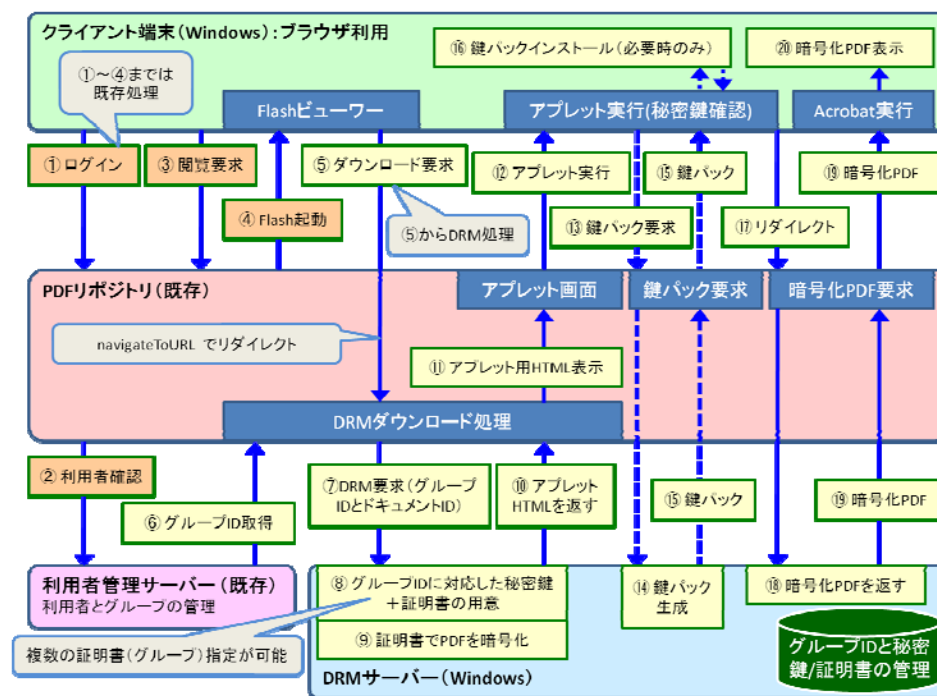 クライアント端末（Windows）：ブラウザ利用
⑯ 鍵パックインストール（必要時のみ）
⑳ 暗号化PDF表示
①～④までは
既存処理
Flashビューワー
アプレット実行(秘密鍵確認)
Acrobat実行
① ログイン
③ 閲覧要求
⑤ ダウンロード要求
⑫ アプレット実行
⑮ 鍵パック
⑲ 暗号化PDF
④ Flash起動
⑤からDRM処理
⑬ 鍵パック要求
⑰ リダイレクト
PDFリポジトリ（既存）
アプレット画面
鍵パック要求
暗号化PDF要求
navigateToURL でリダイレクト
⑪ アプレット用HTML表示
DRMダウンロード処理
② 利用者確認
⑥ グループID取得
⑦DRM要求（グループ
IDとドキュメントID）
⑩ アプレット
HTMLを返す
⑮ 鍵パック
⑲ 暗号化PDF
利用者管理サーバー（既存）
利用者とグループの管理
⑧ グループIDに対応した秘密鍵
＋証明書の用意
⑨ 証明書でPDFを暗号化
⑭ 鍵パック
生成
⑱ 暗号化PDFを返す
複数の証明書（グループ）指定が可能
DRMサーバー（Windows）
グループIDと秘密
鍵/証明書の管理